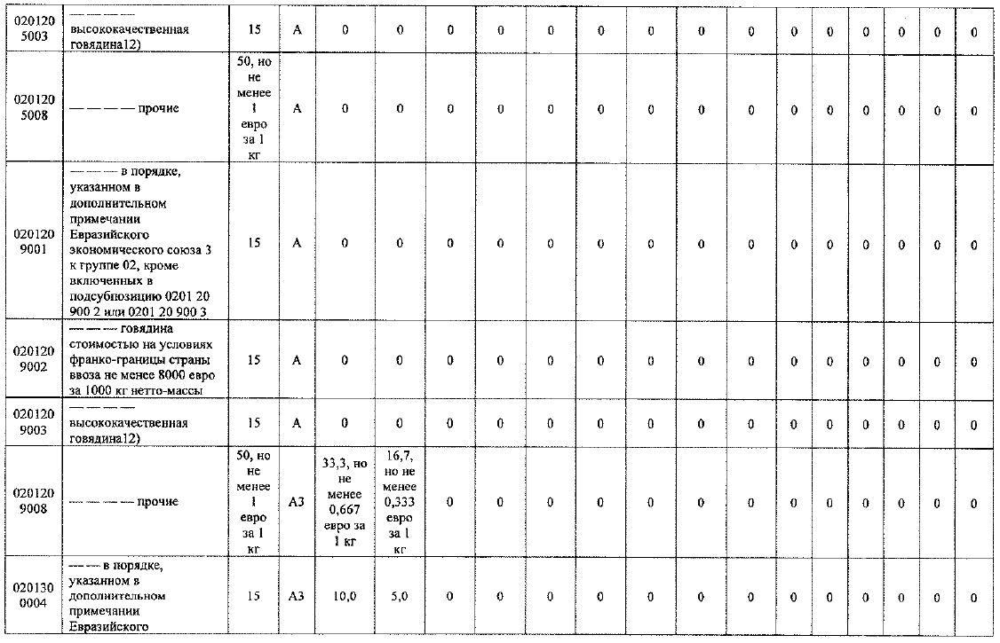 020120
5003
— — — —
высококачественная
говядина12)
15 А 0 0 0 0 0 0 0 0 0 0 0 0 0 0 0
020120
5008
— — — — прочие
50, но
не
менее
1
евро
за 1
кг
А 0 0 0 0 0 0 0 0 0 0 0 0 0 0 0
020120
9001
— — — в порядке,
указанном в
дополнительном
примечании
Евразийского
экономического союза 3
к группе 02, кроме
включенных в
подсубпозицию 0201 20
900 2 или 0201 20 900 3
15 А 0 0 0 0 0 0 0 0 0 0 0 0 0 0 0
020120
9002
— — — говядина
стоимостью на условиях
франко-границы страны
ввоза не менее 8000 евро
за 1000 кг нетто-массы
15 А 0 0 0 0 0 0 0 0 0 0 0 0 0 0 0
020120
9003
— — — —
высококачественная
говядина12)
15 А 0 0 0 0 0 0 0 0 0 0 0 0 0 0 0
020120
9008
— — — — прочие
50, но
не
менее
1
евро
за 1
кг
А3
33,3, но
не
менее
0,667
евро за
1 кг
16,7,
но не
менее
0,333
евро
за 1
кг
0 0 0 0 0 0 0 0 0 0 0 0 0
020130
0004
— — в порядке,
указанном в
дополнительном
примечании
Евразийского
15 А3 10,0 5,0 0 0 0 0 0 0 0 0 0 0 0 0 0